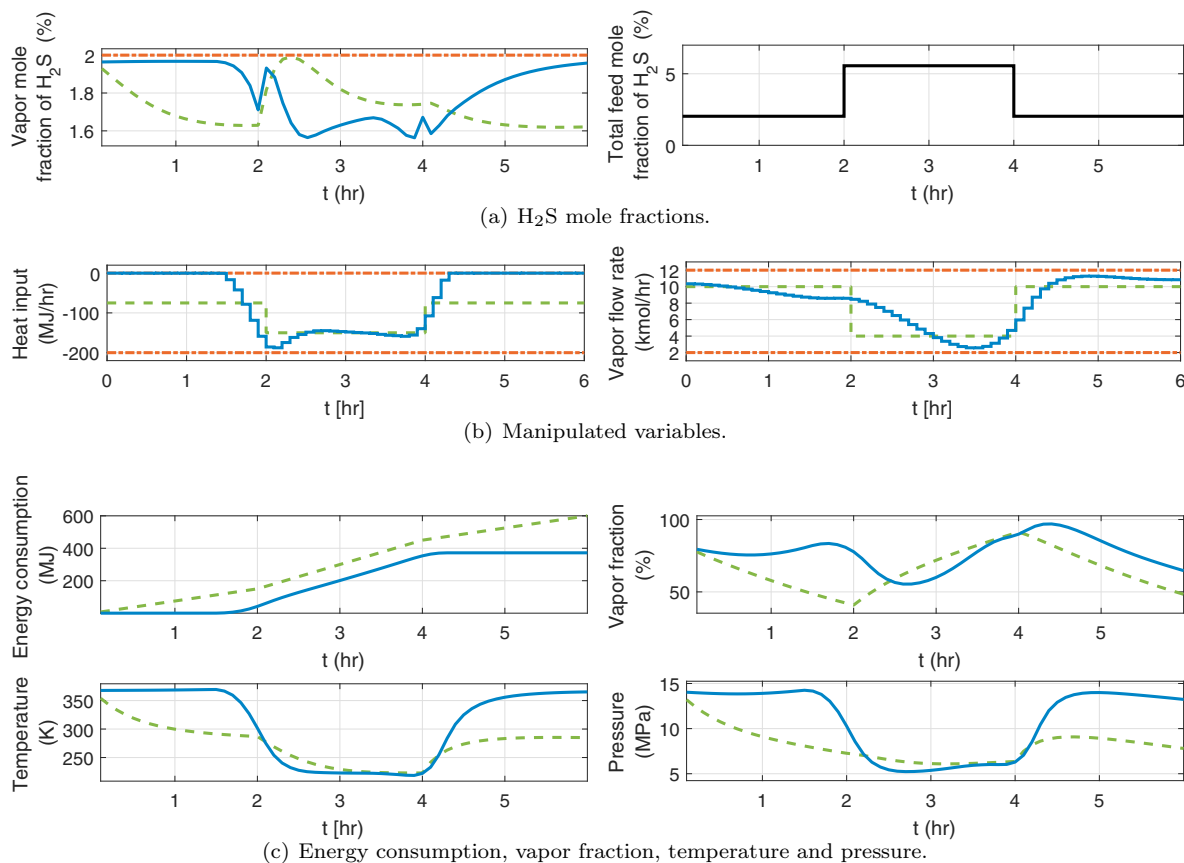 Vapor mole
fraction of H2S (%)
2
1.8
1.6
1
2
3
4
5
t (hr)
Total feed mole
fraction of H2S (%)
5
0
1
2
3
4
5
t (hr)
(a) H2S mole fractions.
Heat input
(MJ/hr)
0
-100
-200
0
1
2
3
4
5
6
t [hr]
Vapor flow rate
(kmol/hr)
12
10
8
6
4
2
0
1
2
3
4
5
6
t [hr]
(b) Manipulated variables.
Energy consumption
(MJ)
600
400
200
1
2
3
4
5
t (hr)
Vapor fraction
(%)
100
50
1
2
3
4
5
t (hr)
Temperature
(K)
350
300
250
1
2
3
4
5
t [hr]
Pressure
(MPa)
15
10
5
1
2
3
4
5
t (hr)
(c) Energy consumption, vapor fraction, temperature and pressure.